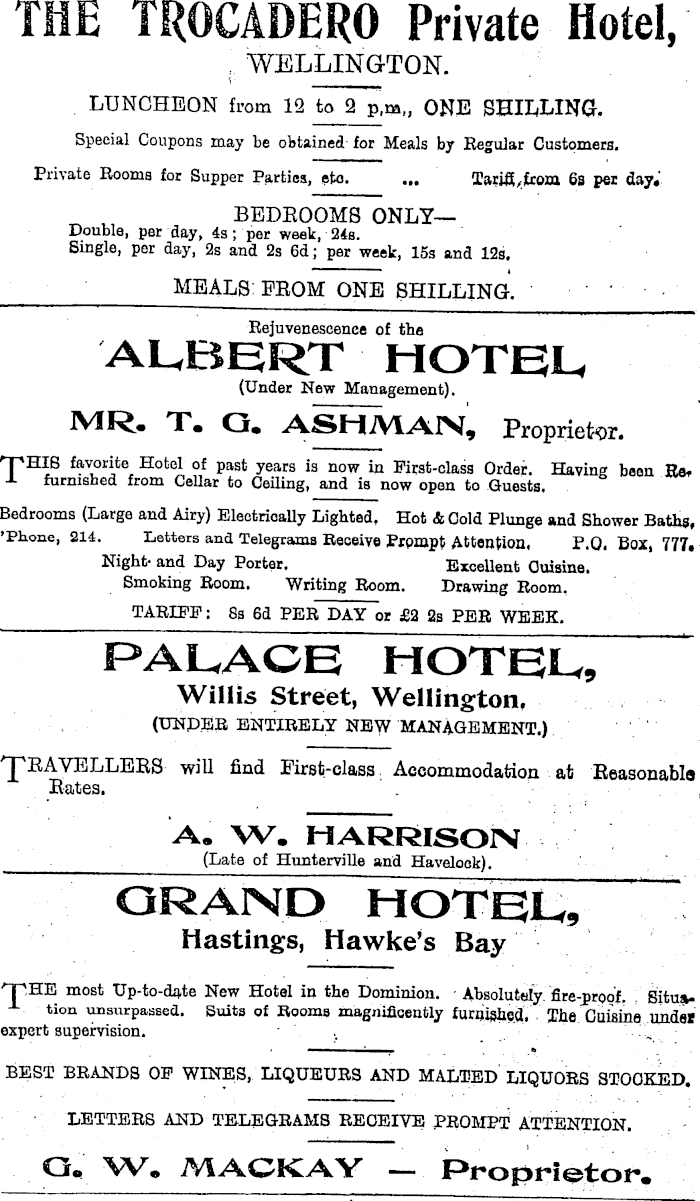 THE TROCADERO Private Hotel,
WELLINGTON.
LUNCHEON from 12 to 2 p.m., ONE SHILLING.
Special Coupons may be obtained for Meals by Regular Customers.
Private Rooms for Supper Parties, etc. ... Tariff, from 6s per day.
BEDROOMS ONLY—
Double, per day, 4s; per week, 24s.
Single, per day, 2s and 2s 6d; per week, 15s and 12s.
MEALS FROM ONE SHILLING.
Rejuvenescence of the
ALBERT HOTEL
(Under New Management).
MR. T. G. ASHMAN, Proprietor.
THIS favorite Hotel of past years is now in First-class Order. Having been Re-
furnished from Cellar to Ceiling, and is now open to Guests.
Bedrooms (Large and Airy) Electrically Lighted. Hot & Cold Plunge and Shower Baths,
'Phone, 214. Letters and Telegrams Receive Prompt Attention. P.O. Box, 777.
Night and Day Porter. Excellent Cuisine.
Smoking Room. Writing Room. Drawing Room.
TARIFF: 8s 6d PER DAY or £2 2s PER WEEK.
PALACE HOTEL,
Willis Street, Wellington.
(UNDER ENTIRELY NEW MANAGEMENT.)
TRAVELLERS will find First-class Accommodation at Reasonable
Rates.
A. W. HARRISON
(Late of Hunterville and Havelock).
GRAND HOTEL,
Hastings, Hawke's Bay
THE most Up-to-date New Hotel in the Dominion. Absolutely fire-proof. Situa-
tion unsurpassed. Suits of Rooms magnificently furnished. The Cuisine under
expert supervision.
BEST BRANDS OF WINES, LIQUEURS AND MALTED LIQUORS STOCKED.
LETTERS AND TELEGRAMS RECEIVE PROMPT ATTENTION.
G. W. MACKAY — Proprietor.